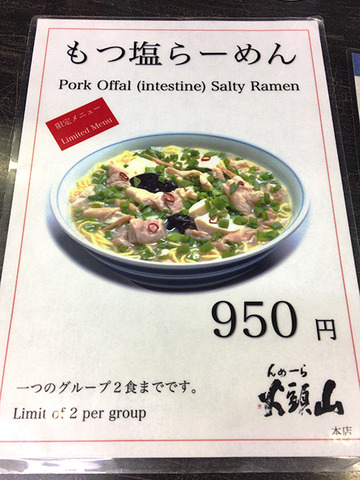 もつ塩らーめん
Pork Offal (intestine) Salty Ramen
限定メニュー
Limited Menu
950 円
一つのグループ２食までです。
Limit of 2 per group
らーめん
山頭火
本店